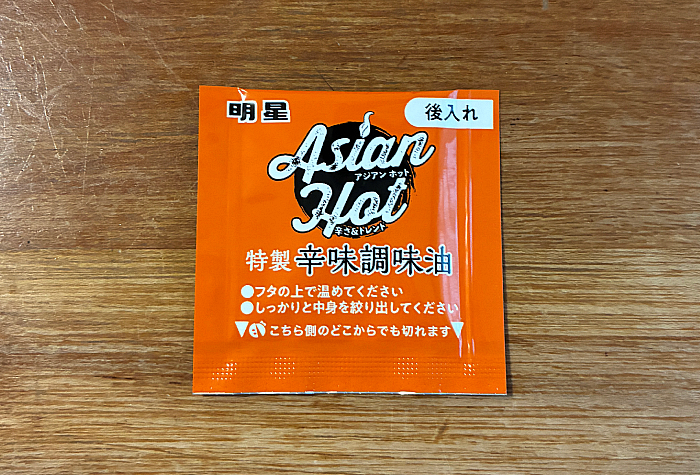 明星
後入れ
Asian
アジアン ホット
Hot
辛さ&トレンド
特製 辛味調味油
●フタの上で温めてください
●しっかりと中身を絞り出してください
▼こちら側のどこからでも切れます▼